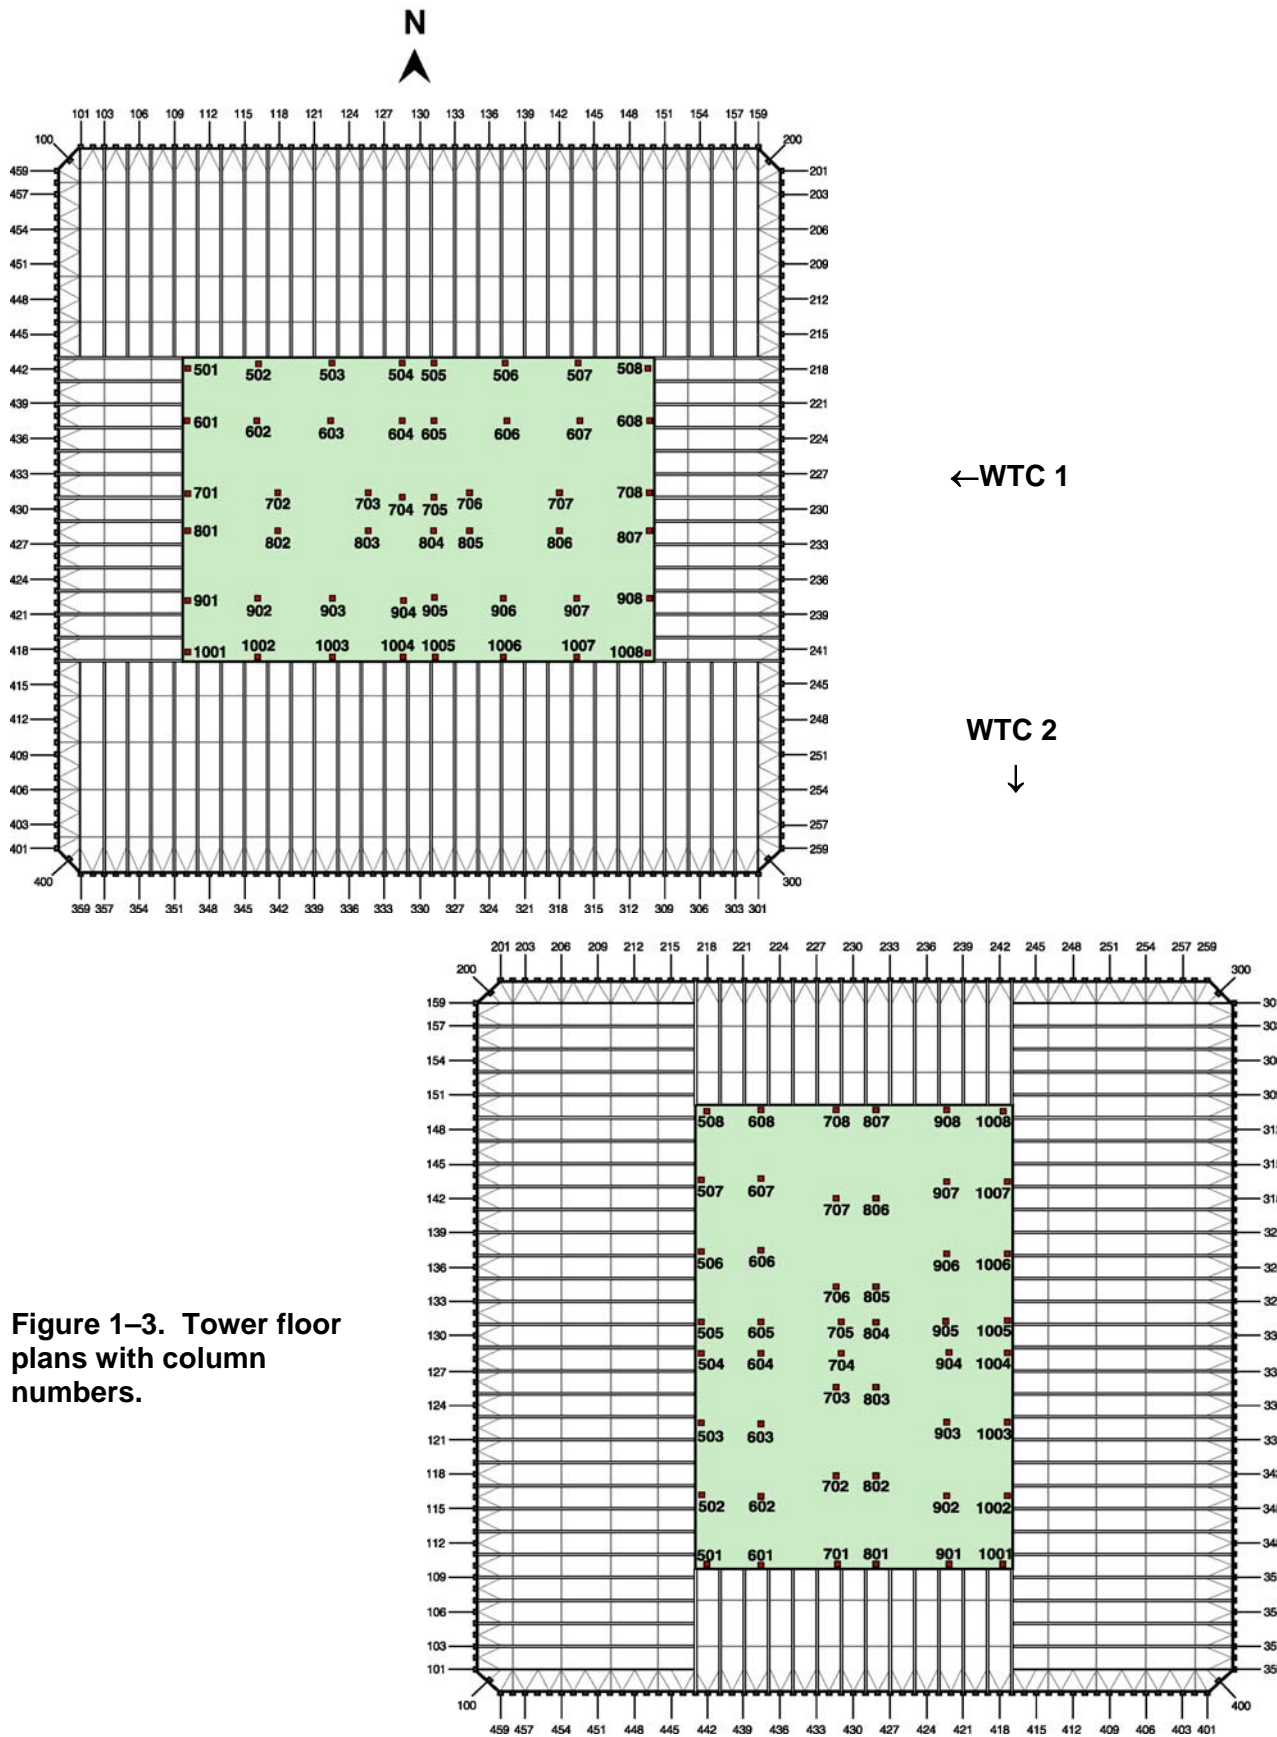 N
101 103 106 109 112 115 118 121 124 127 130 133 136 139 142 145 148 151 154 157 159
100 200
459 201
457 203
454 206
451 209
448 212
445 215
442 501 502 503 504 505 506 507 508 218
439 221
601 602 603 604 605 606 607 608
436 224
433 227
701 702 703 704 705 706 707 708
←WTC 1
430 230
801 802 803 804 805 806 807
427 233
424 236
901 902 903 904 905 906 907 908
421 239
418 1001 1002 1003 1004 1005 1006 1007 1008 241
415 245
412 248
WTC 2
409 251
↓
406 254
403 257
401 259
400 300
359 357 354 351 348 345 342 339 336 333 330 327 324 321 318 315 312 309 306 303 301
201 203 206 209 212 215 218 221 224 227 230 233 236 239 242 245 248 251 254 257 259
200 300
159
157
154
151
508 608 708 807 908 1008
148
145
507 607 907 1007
142
707 806
139
506 606 906 1006
136
706 805
133
Figure 1–3. Tower floor
505 605 705 804 905 1005
130
plans with column
504 604 704 904 1004
127
numbers.
703 803
124
503 603 903 1003
121
118
702 802
502 602 902 1002
115
112
501 601 701 801 901 1001
109
106
103
101
100 400
459 457 454 451 448 445 442 439 436 433 430 427 424 421 418 415 412 409 406 403 401